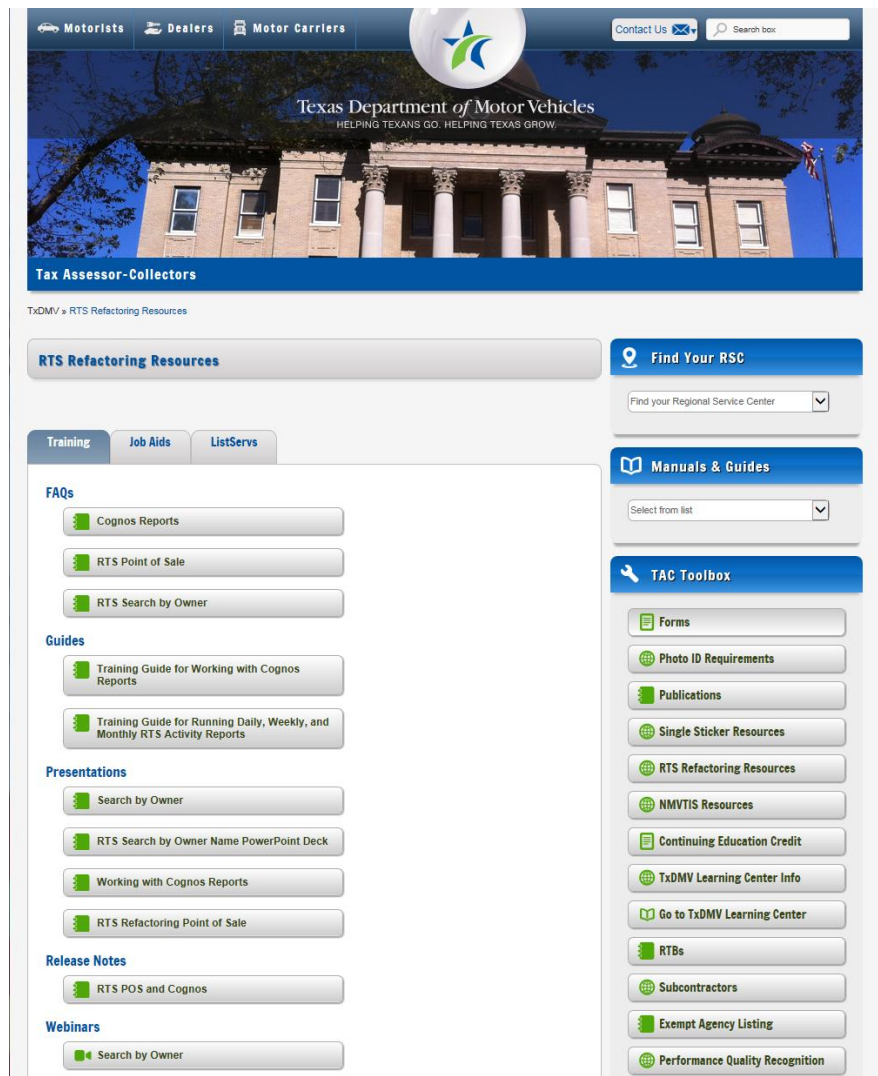 Motorists
Dealers
Motor Carriers
Contact Us
Search box
Texas Department of Motor Vehicles
HELPING TEXANS GO. HELPING TEXAS GROW.
Tax Assessor-Collectors
TxDMV » RTS Refactoring Resources
RTS Refactoring Resources
Training
Job Aids
ListServs
FAQs
Cognos Reports
RTS Point of Sale
RTS Search by Owner
Guides
Training Guide for Working with Cognos
Reports
Training Guide for Running Daily, Weekly, and
Monthly RTS Activity Reports
Presentations
Search by Owner
RTS Search by Owner Name PowerPoint Deck
Working with Cognos Reports
RTS Refactoring Point of Sale
Release Notes
RTS POS and Cognos
Webinars
Search by Owner
Find Your RSC
Find your Regional Service Center
Manuals & Guides
Select from list
TAC Toolbox
Forms
Photo ID Requirements
Publications
Single Sticker Resources
RTS Refactoring Resources
NMVTIS Resources
Continuing Education Credit
TxDMV Learning Center Info
Go to TxDMV Learning Center
RTBs
Subcontractors
Exempt Agency Listing
Performance Quality Recognition